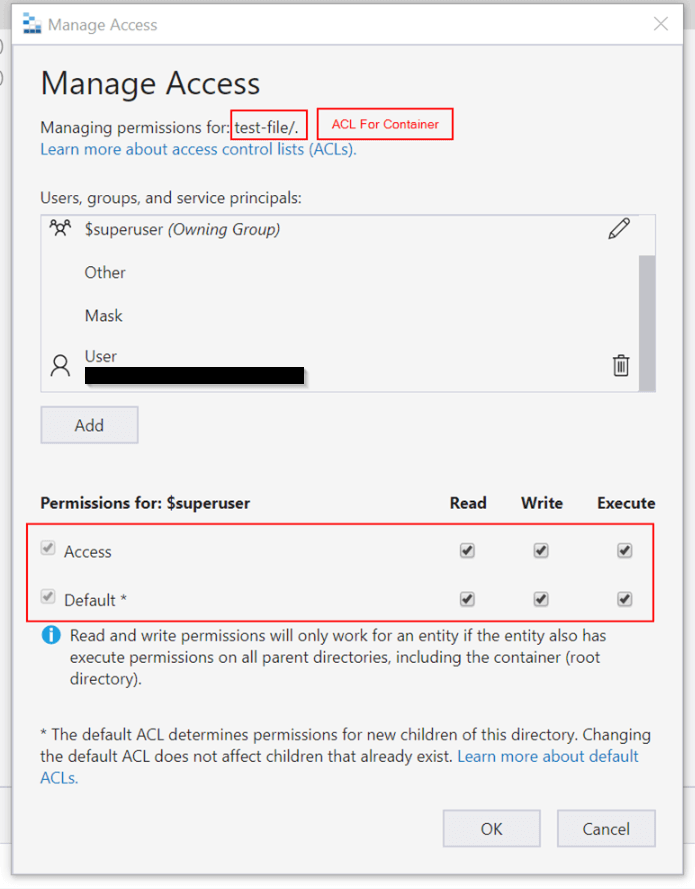 Manage Access
Manage Access
Managing permissions for: test-file/. ACL For Container
Learn more about access control lists (ACLs).
Users, groups, and service principals:
$superuser (Owning Group)
Other
Mask
User
Add
Permissions for: $superuser Read Write Execute
Access
Default *
Read and write permissions will only work for an entity if the entity also has
execute permissions on all parent directories, including the container (root
directory).
* The default ACL determines permissions for new children of this directory. Changing
the default ACL does not affect children that already exist. Learn more about default
ACLs.
OK Cancel